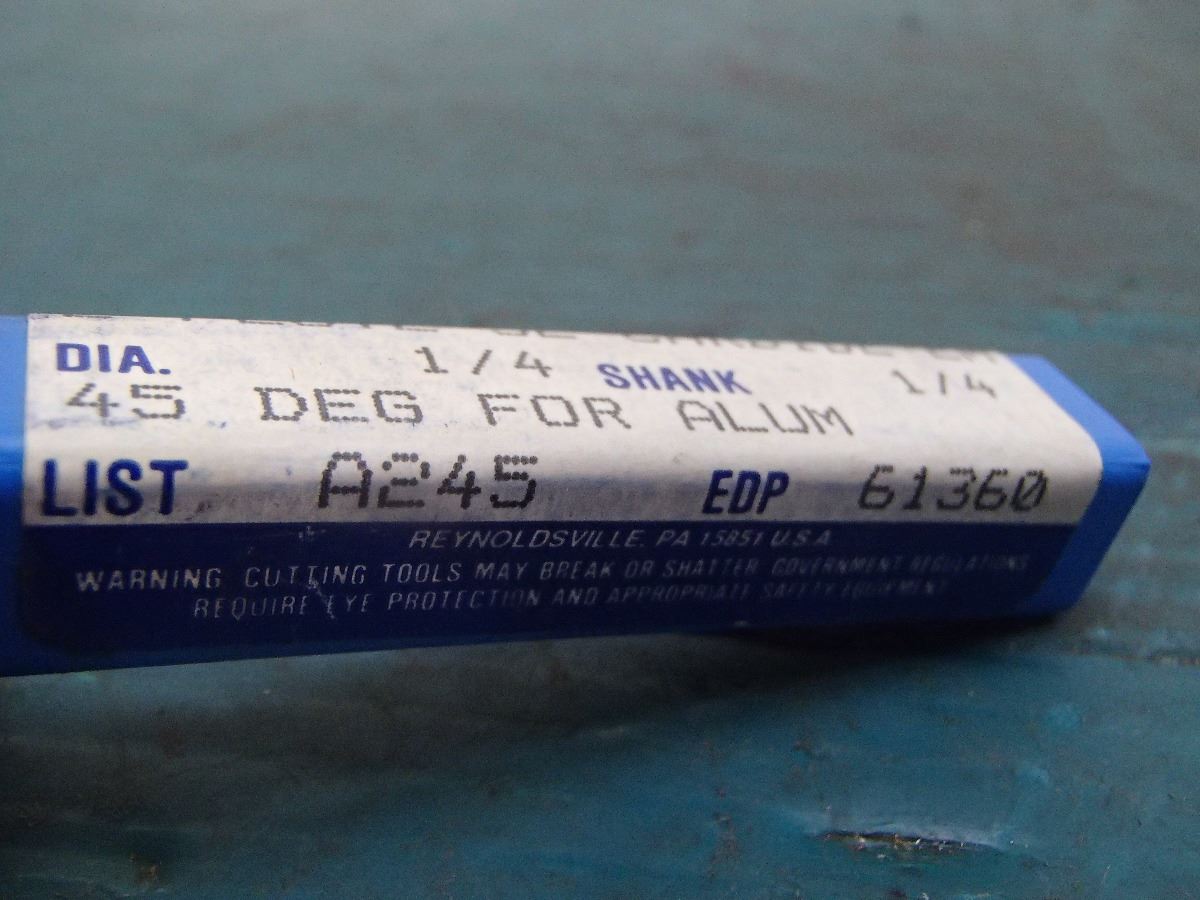 DIA. 1/4 SHANK 1/4
45 DEG FOR ALUM
LIST A245 EDP 61360
REYNOLDSVILLE. PA 15851 U.S.A.
WARNING CUTTING TOOLS MAY BREAK OR SHATTER GOVERNMENT REGULATIONS
REQUIRE EYE PROTECTION AND APPROPRIATE SAFETY EQUIPMENT